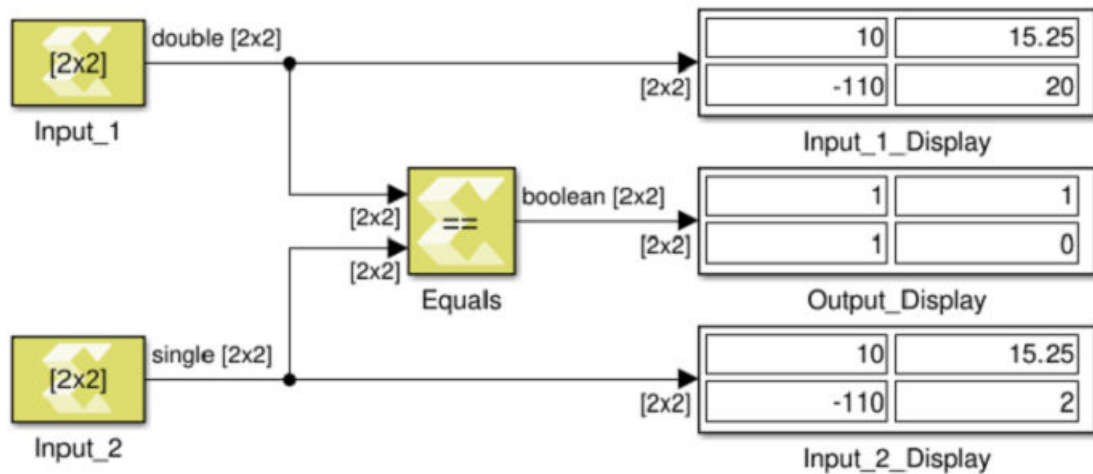 double [2x2]
[2x2]
Input_1
[2x2]
10 15.25
-110 20
Input_1_Display
[2x2]
[2x2]
==
Equals
boolean [2x2]
[2x2]
1 1
1 0
Output_Display
single [2x2]
[2x2]
Input_2
[2x2]
10 15.25
-110 2
Input_2_Display